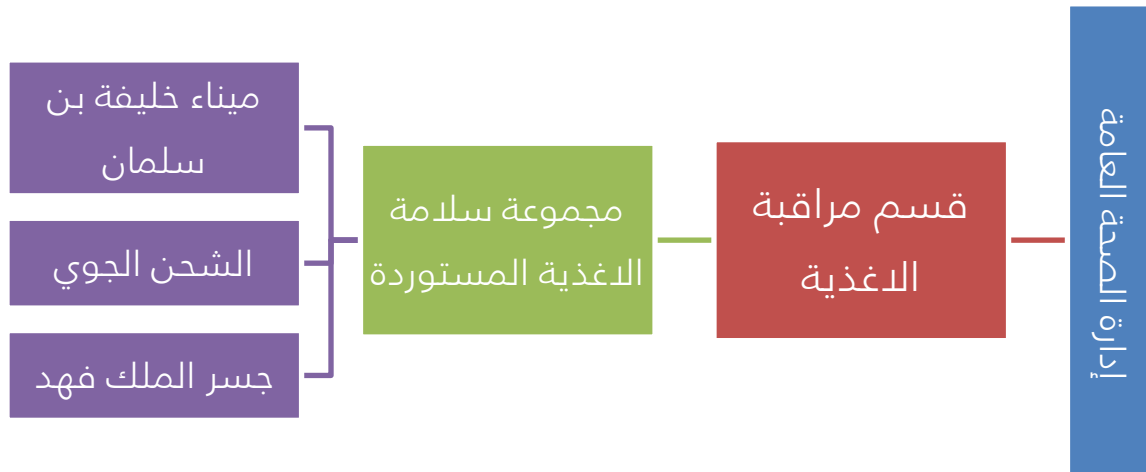 إدارة الصحة العامة
قسم مراقبة
الاغذية
مجموعة سلامة
الاغذية المستوردة
ميناء خليفة بن
سلمان
الشحن الجوي
جسر الملك فهد